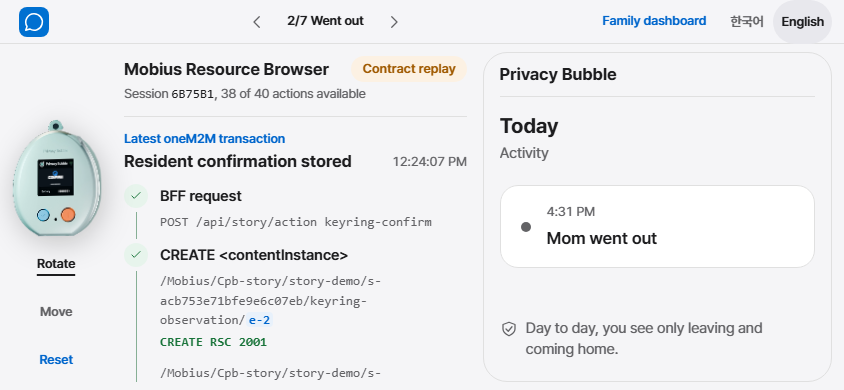 2/7 Went out
Family dashboard
한국어
English
Mobius Resource Browser
Contract replay
Session 6B75B1, 38 of 40 actions available
Latest oneM2M transaction
Resident confirmation stored
12:24:07 PM
BFF request
POST /api/story/action keyring-confirm
CREATE <contentInstance>
/Mobius/Cpb-story/story-demo/s-
acb753e71bfe9e6c07eb/keyring-
observation/ e-2
CREATE RSC 2001
/Mobius/Cpb-story/story-demo/s-
Privacy Bubble
Rotate
Move
Reset
Privacy Bubble
Today
Activity
4:31 PM
Mom went out
Day to day, you see only leaving and
coming home.